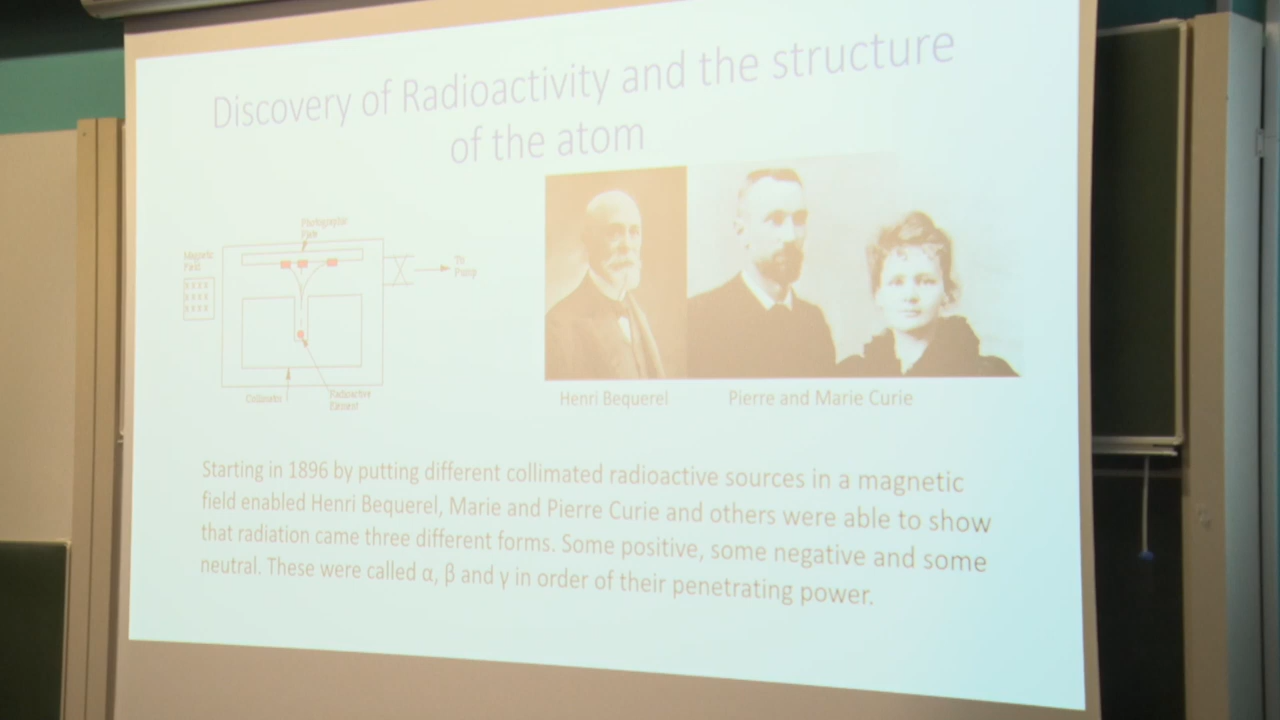 Discovery of Radioactivity and the structure
of the atom
Photographic
Plate
Magnetic
Field
To
Pump
Collimator
Radioactive
Element
Henri Bequerel
Pierre and Marie Curie
Starting in 1896 by putting different collimated radioactive sources in a magnetic
field enabled Henri Bequerel, Marie and Pierre Curie and others were able to show
that radiation came three different forms. Some positive, some negative and some
neutral. These were called α, β and γ in order of their penetrating power.